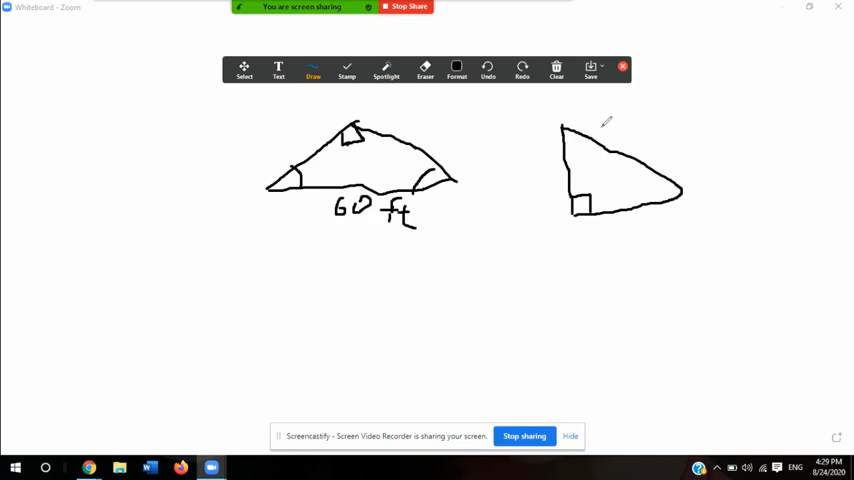 Whiteboard - Zoom
You are screen sharing
Stop Share
Select
Text
Draw
Stamp
Spotlight
Eraser
Format
Undo
Redo
Clear
Save
60 ft
Screencastify - Screen Video Recorder is sharing your screen.
Stop sharing
Hide
ENG
4:29 PM
8/24/2020